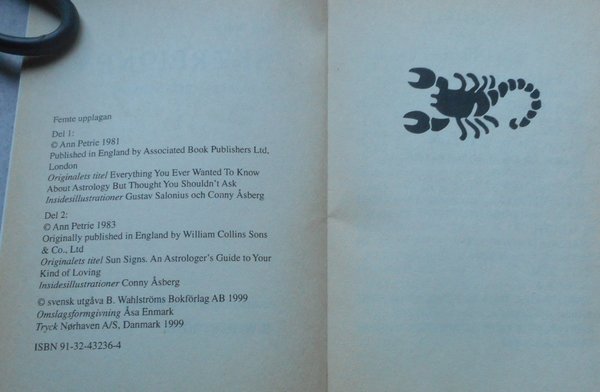 Femte upplagan
Del 1:
© Ann Petrie 1981
Published in England by Associated Book Publishers Ltd,
London
Originalets titel Everything You Ever Wanted To Know
About Astrology But Thought You Shouldn't Ask
Insidesillustrationer Gustav Salonius och Conny Åsberg
Del 2:
© Ann Petrie 1983
Originally published in England by William Collins Sons
& Co., Ltd
Originalets titel Sun Signs. An Astrologer's Guide to Your
Kind of Loving
Insidesillustrationer Conny Åsberg
© svensk utgåva B. Wahlströms Bokförlag AB 1999
Omslagsformgivning Åsa Enmark
Tryck Nørhaven A/S, Danmark 1999
ISBN 91-32-43236-4